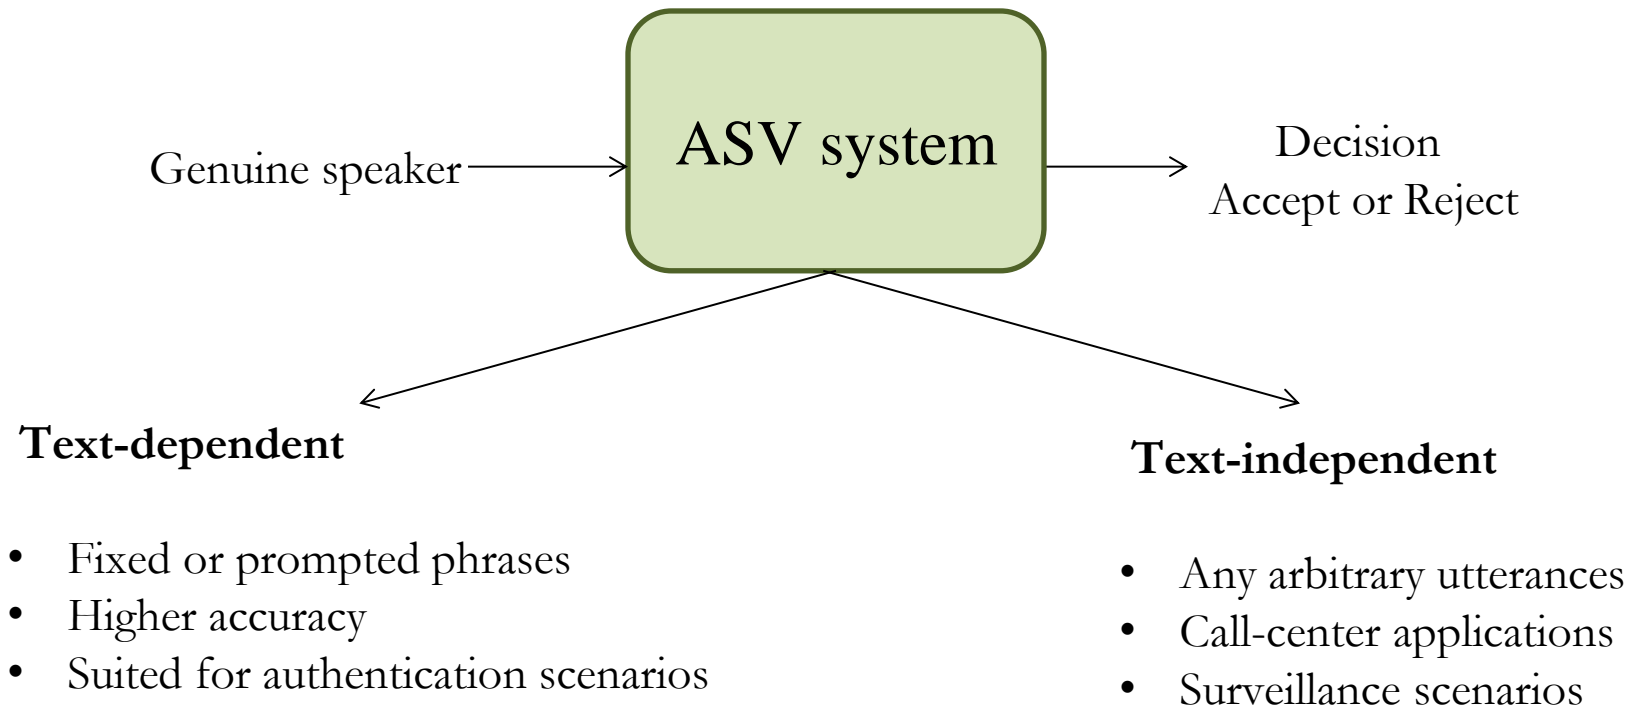 Genuine speaker
ASV system
Decision
Accept or Reject
Text-dependent
• Fixed or prompted phrases
• Higher accuracy
• Suited for authentication scenarios
Text-independent
• Any arbitrary utterances
• Call-center applications
• Surveillance scenarios